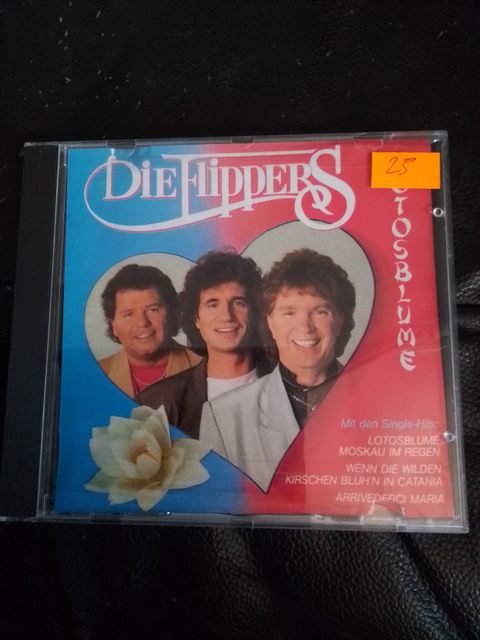 DIE FLIPPERS
25
LOTOSBLUME
Mit den Single-Hits:
LOTOSBLUME
MOSKAU IM REGEN
WENN DIE WILDEN
KIRSCHEN BLÜH'N IN CATANIA
ARRIVEDERCI MARIA